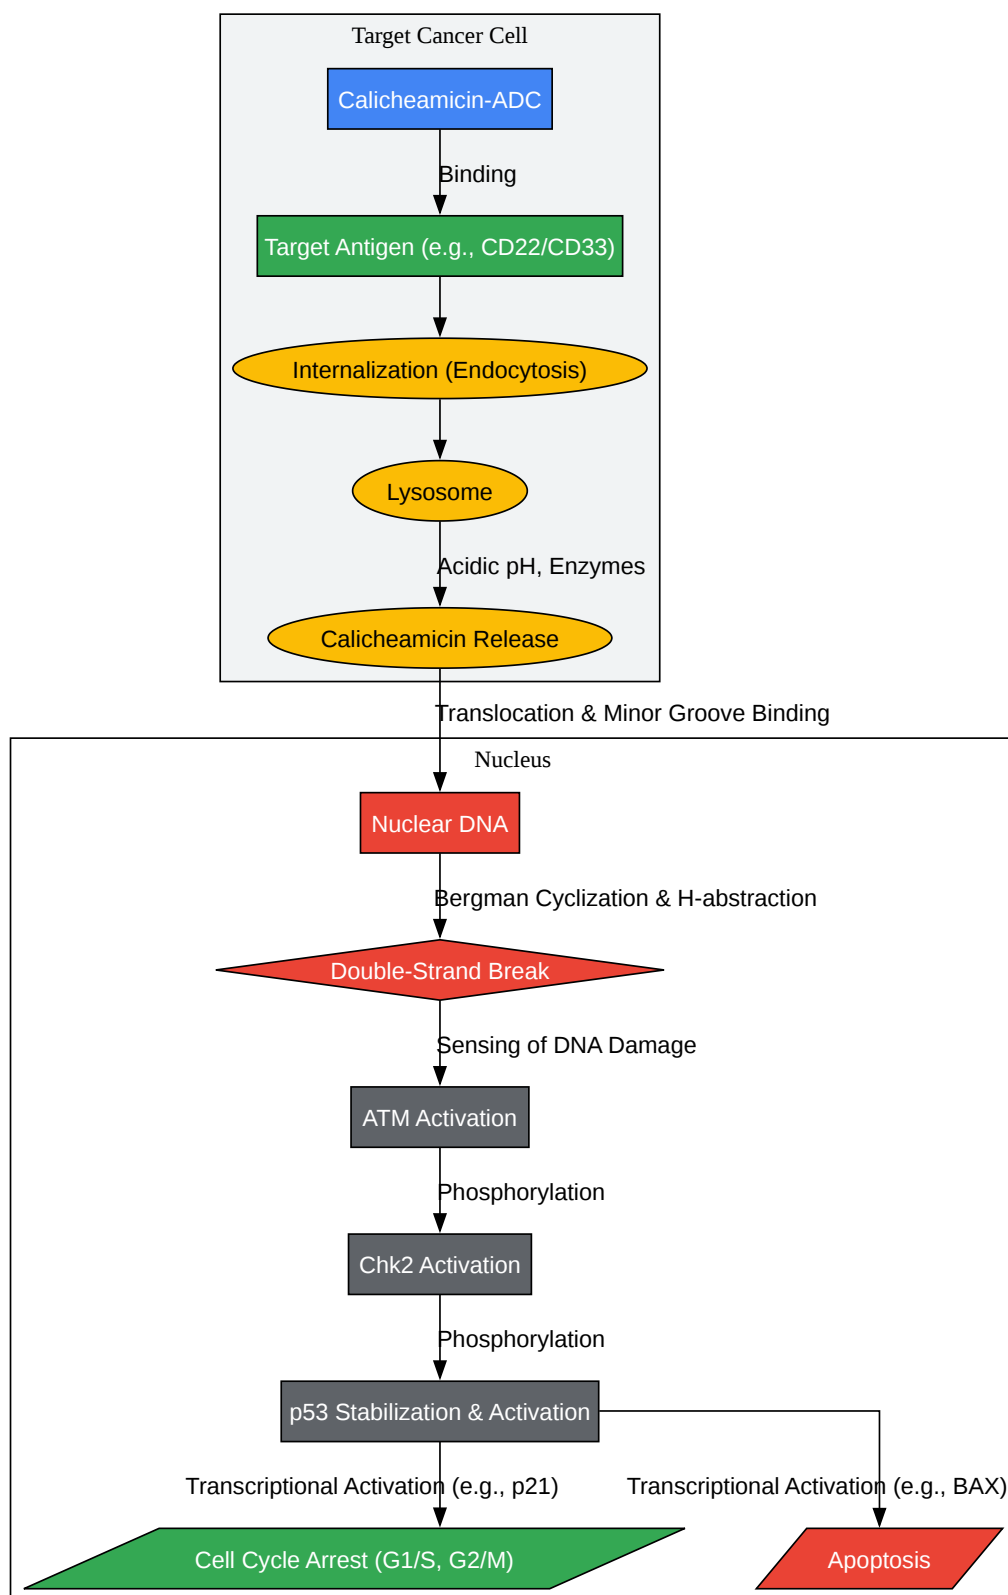 Target Cancer Cell
Calicheamicin-ADC
Binding
Target Antigen (e.g., CD22/CD33)
Internalization (Endocytosis)
Lysosome
Acidic pH, Enzymes
Calicheamicin Release
Translocation & Minor Groove Binding
Nucleus
Nuclear DNA
Bergman Cyclization & H-abstraction
Double-Strand Break
Sensing of DNA Damage
ATM Activation
Phosphorylation
Chk2 Activation
Phosphorylation
p53 Stabilization & Activation
Transcriptional Activation (e.g., p21)
Transcriptional Activation (e.g., BAX)
Cell Cycle Arrest (G1/S, G2/M)
Apoptosis